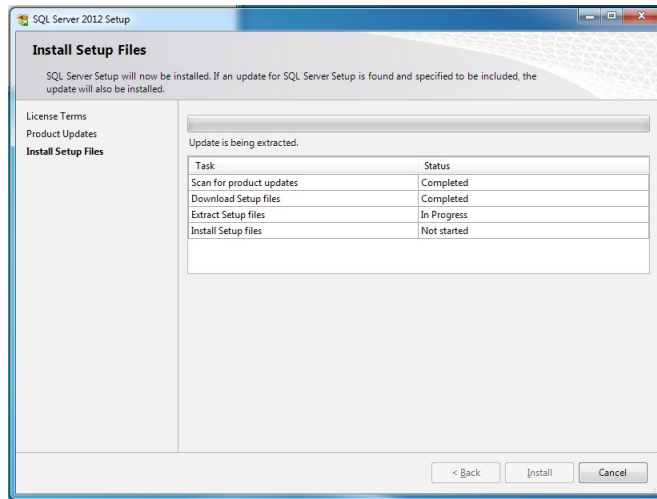 SQL Server 2012 Setup
Install Setup Files
SQL Server Setup will now be installed. If an update for SQL Server Setup is found and specified to be included, the
update will also be installed.
License Terms
Product Updates
Install Setup Files
Update is being extracted.
Task Status
Scan for product updates Completed
Download Setup files Completed
Extract Setup files In Progress
Install Setup files Not started
< Back Install Cancel